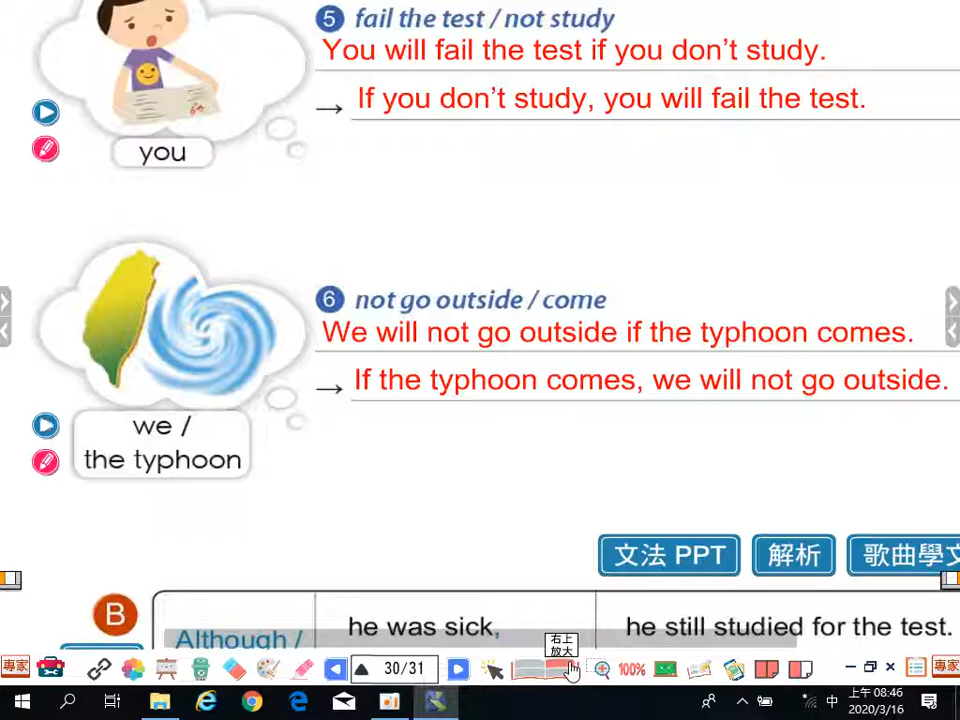 5 fail the test / not study
You will fail the test if you don't study.
→ If you don't study, you will fail the test.
you
6 not go outside / come
We will not go outside if the typhoon comes.
→ If the typhoon comes, we will not go outside.
we /
the typhoon
文法 PPT 解析 歌曲學文
B
Although / he was sick, he still studied for the test.
右上
放大
專家 30/31 100% 專家
中 上午 08:46
2020/3/16